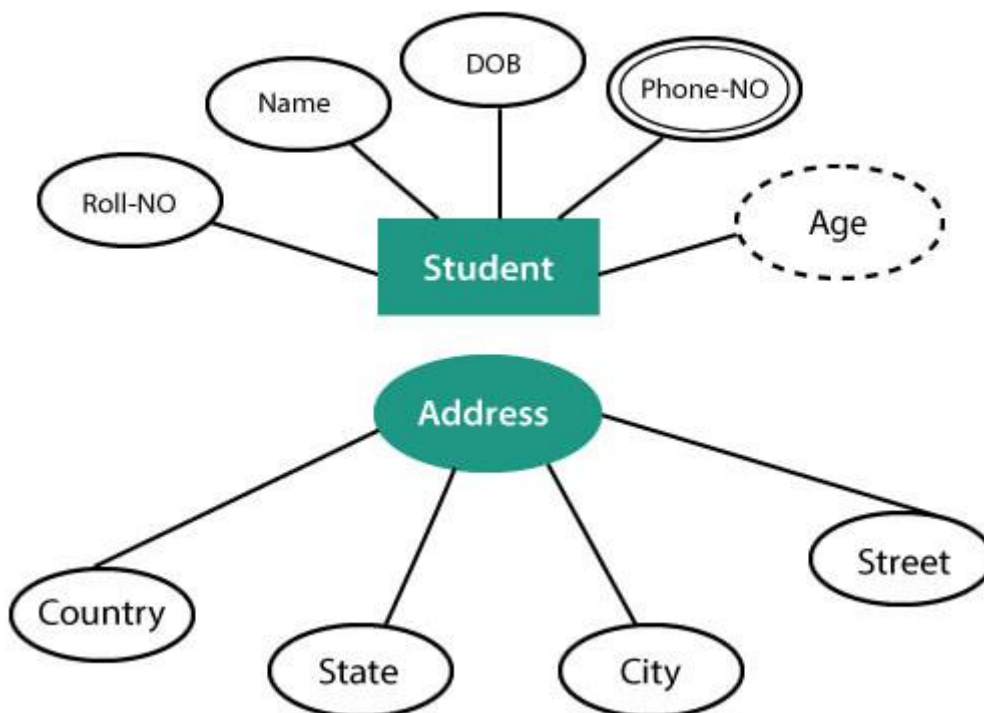 DOB
Phone-NO
Name
Roll-NO
Age
Student
Address
Street
Country
State
City